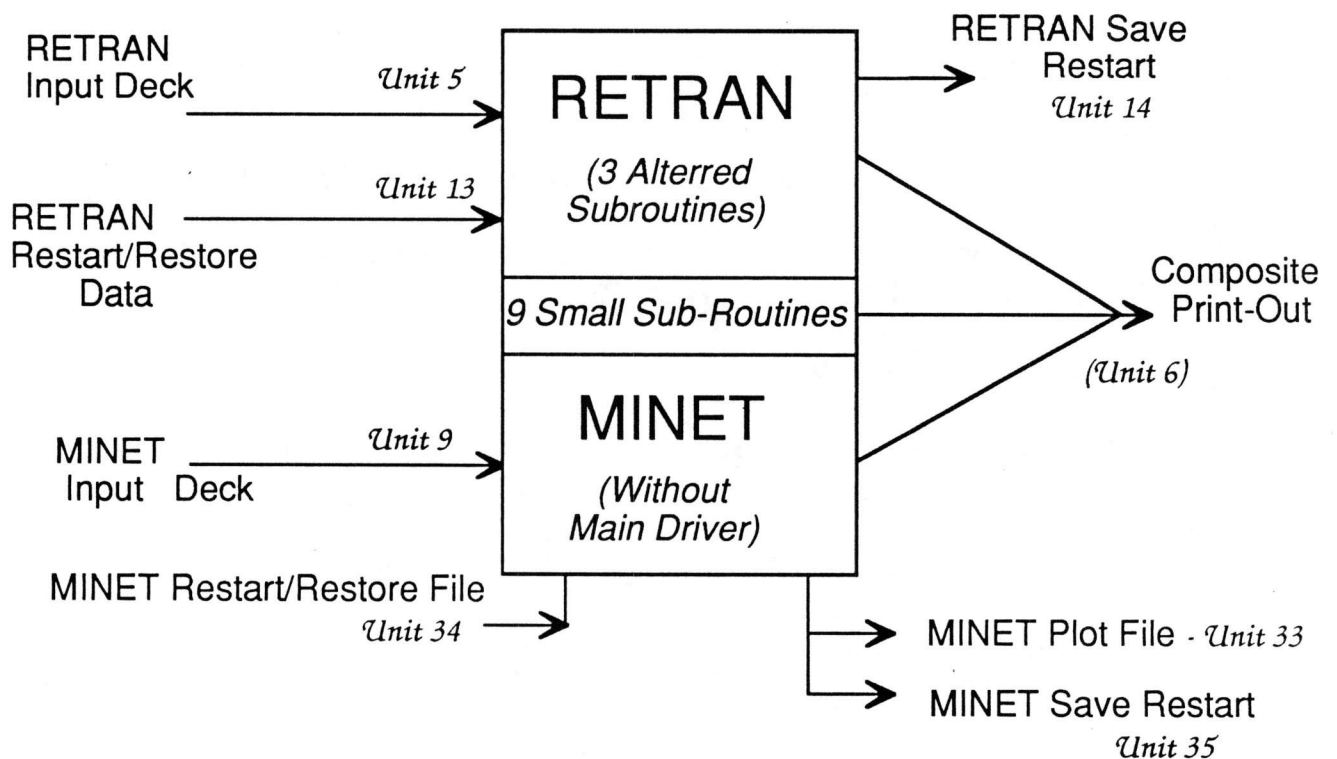 RETRAN
Input Deck
Unit 5
Unit 13
RETRAN
Restart/Restore
Data
RETRAN
(3 Alterred
Subroutines)
9 Small Sub-Routines
MINET
(Without
Main Driver)
MINET
Input Deck
Unit 9
MINET Restart/Restore File
Unit 34
RETRAN Save
Restart
Unit 14
Composite
Print-Out
(Unit 6)
MINET Plot File - Unit 33
MINET Save Restart
Unit 35